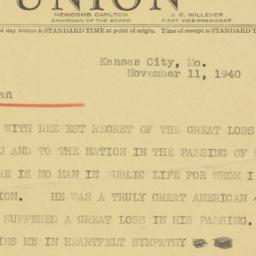 UNION
NEWCOMB CARLTON J. C. WILLEVER
CHAIRMAN OF THE BOARD FIRST VICE-PRESIDENT
d day letters is STANDARD TIME at point of origin. Time of receipt is STANDARD
Kansas City, Mo.
November 11, 1940
an
WITH DEEPEST REGRET OF THE GREAT LOSS
U AND TO THE NATION IN THE PASSING OF
RE IS NO MAN IN PUBLIC LIFE FOR WHOM I
ION. HE WAS A TRULY GREAT AMERICAN
SUFFERED A GREAT LOSS IN HIS PASSING.
INS ME IN HEARTFELT SYMPATHY